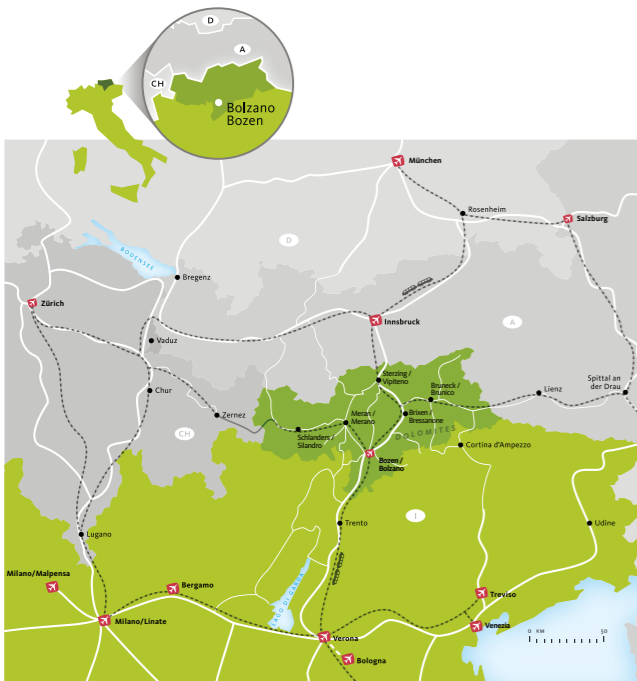 D
A
CH
Bolzano
Bozen
München
Rosenheim
Salzburg
D
BODENSEE
Bregenz
Zürich
Innsbruck
A
Vaduz
Sterzing /
Vipiteno
Bruneck /
Brunico
Spittal an
der Drau
Chur
Lienz
Zernez
Meran /
Merano
Brixen /
Bressanone
DOLOMITES
CH
Schlanders /
Silandro
Cortina d'Ampezzo
Bozen /
Bolzano
I
Trento
Udine
Lugano
Milano/Malpensa
Bergamo
LAGO DI GARDA
Treviso
Milano/Linate
Venezia
Verona
0 KM 50
Bologna